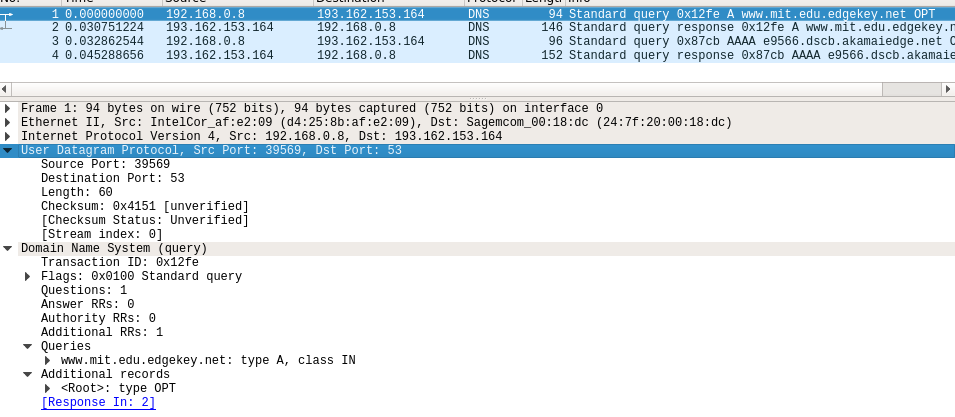 1 0.000000000 192.168.0.8 193.162.153.164 DNS 94 Standard query 0x12fe A www.mit.edu.edgekey.net OPT
2 0.030751224 193.162.153.164 192.168.0.8 DNS 146 Standard query response 0x12fe A www.mit.edu.edgekey.n
3 0.032862544 192.168.0.8 193.162.153.164 DNS 96 Standard query 0x87cb AAAA e9566.dscb.akamaiedge.net O
4 0.045288656 193.162.153.164 192.168.0.8 DNS 152 Standard query response 0x87cb AAAA e9566.dscb.akamaie
Frame 1: 94 bytes on wire (752 bits), 94 bytes captured (752 bits) on interface 0
Ethernet II, Src: IntelCor_af:e2:09 (d4:25:8b:af:e2:09), Dst: Sagemcom_00:18:dc (24:7f:20:00:18:dc)
Internet Protocol Version 4, Src: 192.168.0.8, Dst: 193.162.153.164
User Datagram Protocol, Src Port: 39569, Dst Port: 53
Source Port: 39569
Destination Port: 53
Length: 60
Checksum: 0x4151 [unverified]
[Checksum Status: Unverified]
[Stream index: 0]
Domain Name System (query)
Transaction ID: 0x12fe
Flags: 0x0100 Standard query
Questions: 1
Answer RRs: 0
Authority RRs: 0
Additional RRs: 1
Queries
www.mit.edu.edgekey.net: type A, class IN
Additional records
<Root>: type OPT
[Response In: 2]